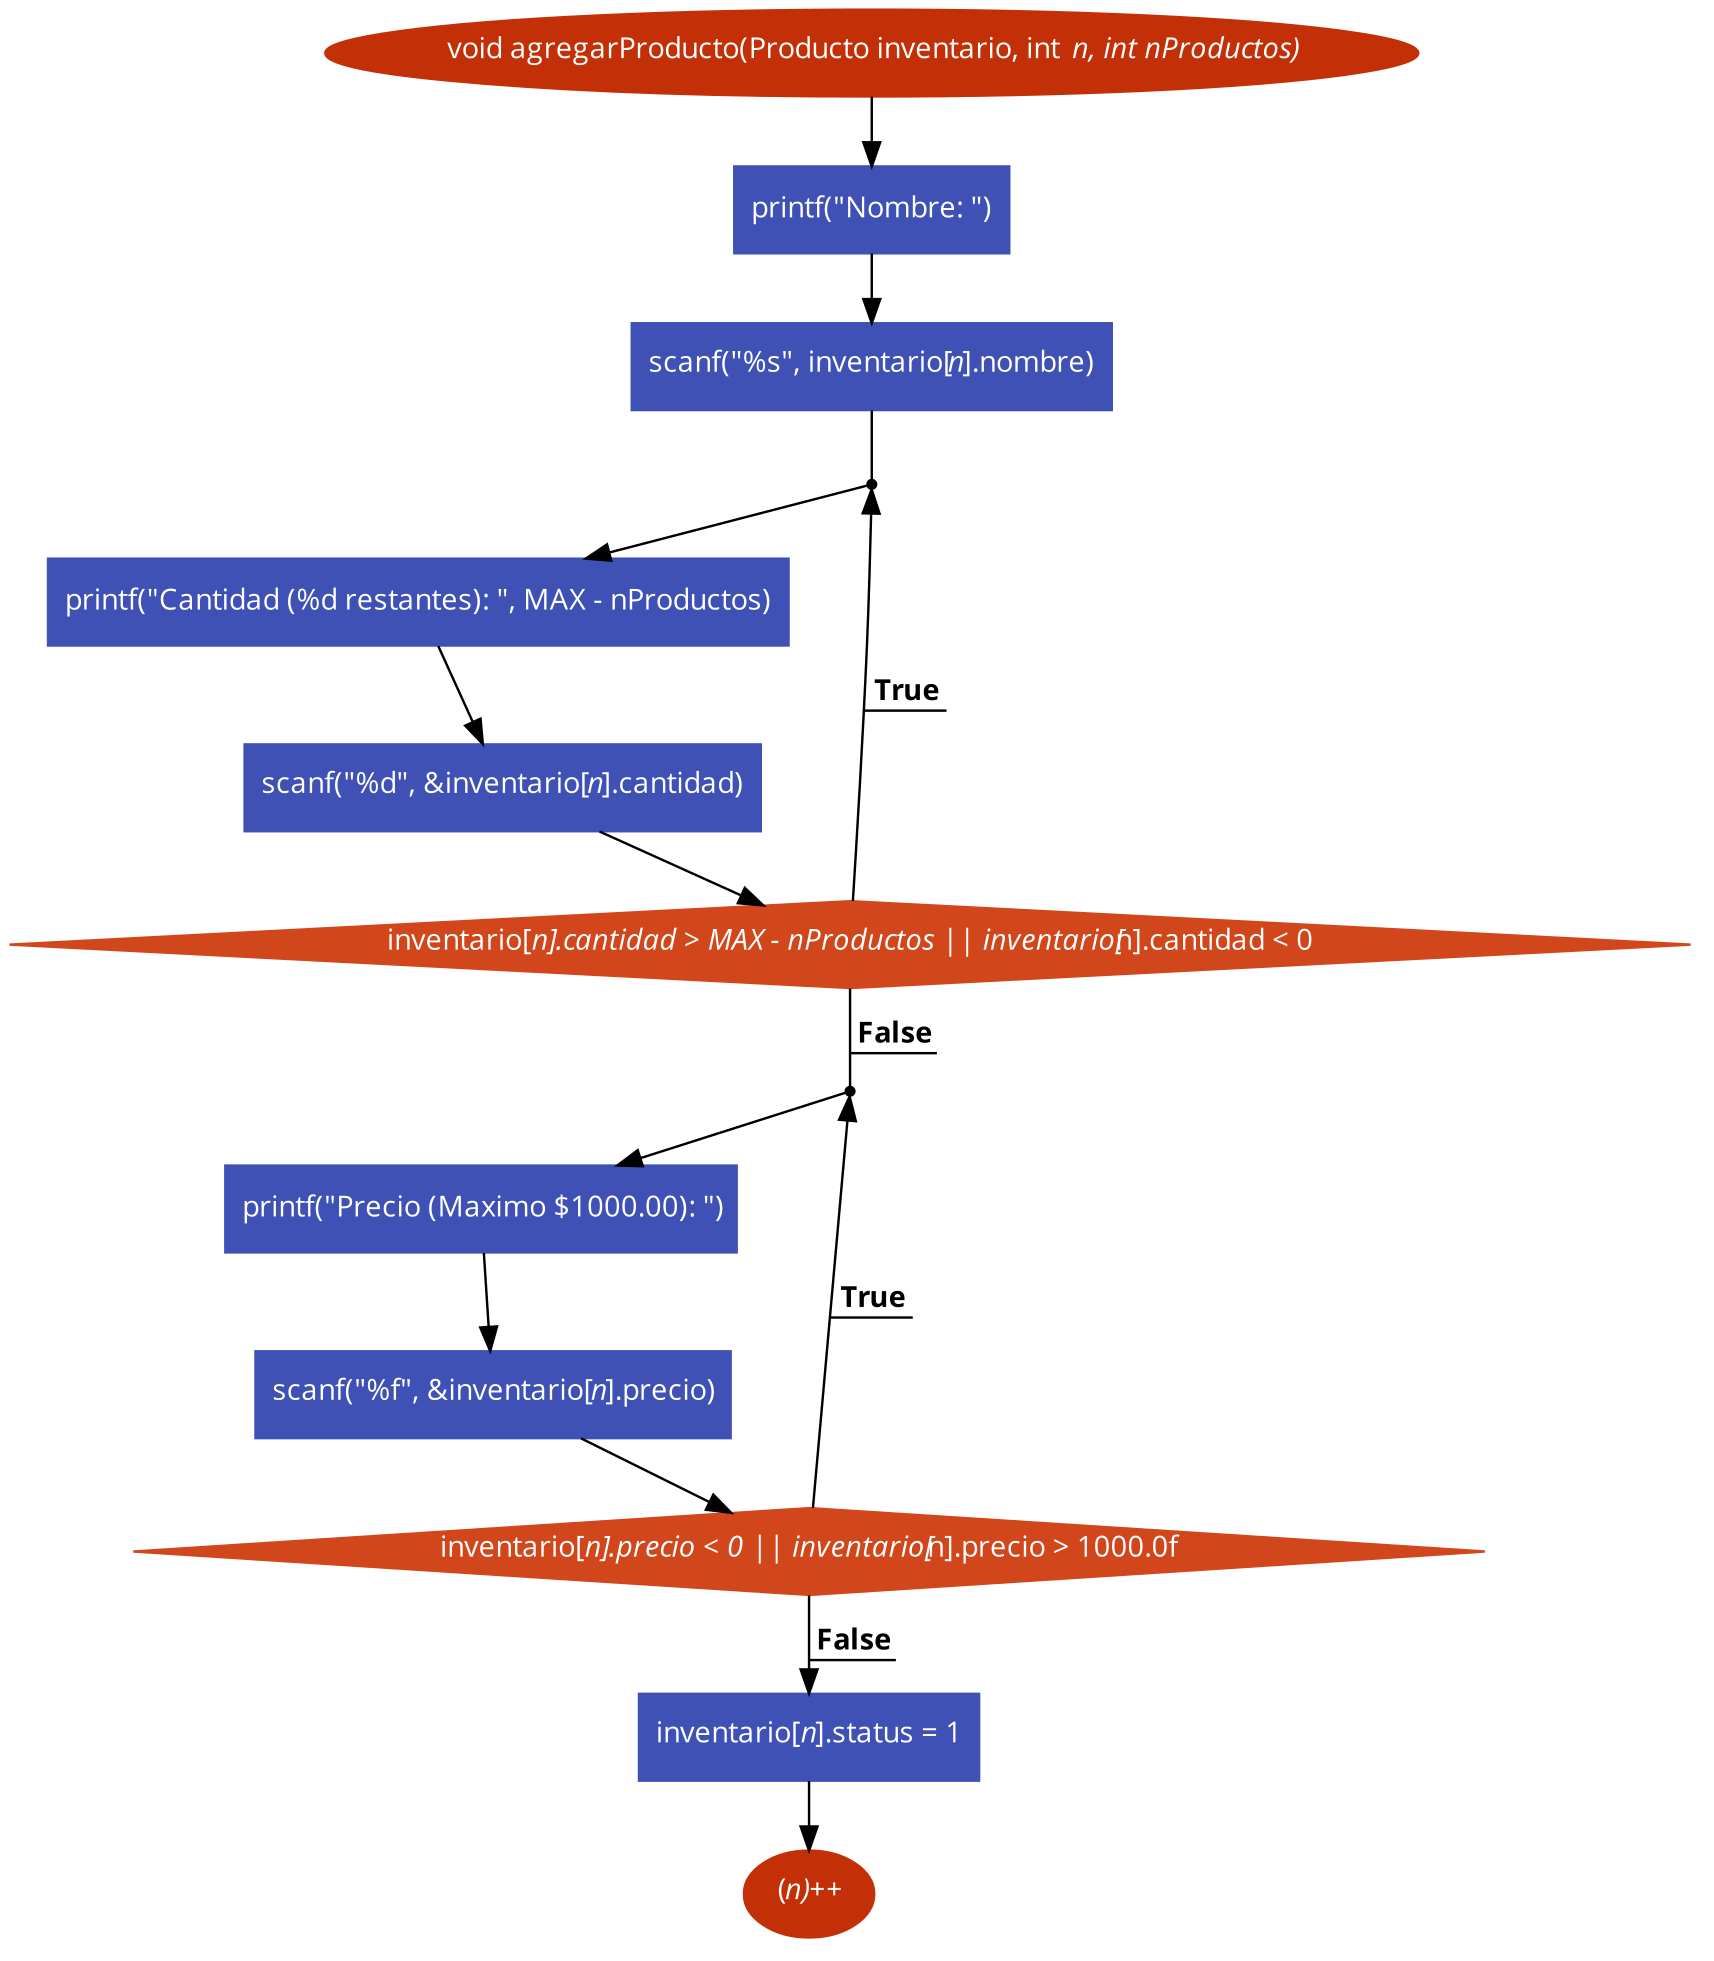 void agregarProducto(Producto inventario, int n, int nProductos)
printf("Nombre: ")
scanf("%s", inventario[n].nombre)
printf("Cantidad (%d restantes): ", MAX - nProductos)
True
scanf("%d", &inventario[n].cantidad)
inventario[n].cantidad > MAX - nProductos || inventario[n].cantidad < 0
False
printf("Precio (Maximo $1000.00): ")
True
scanf("%f", &inventario[n].precio)
inventario[n].precio < 0 || inventario[n].precio > 1000.0f
False
inventario[n].status = 1
(n)++